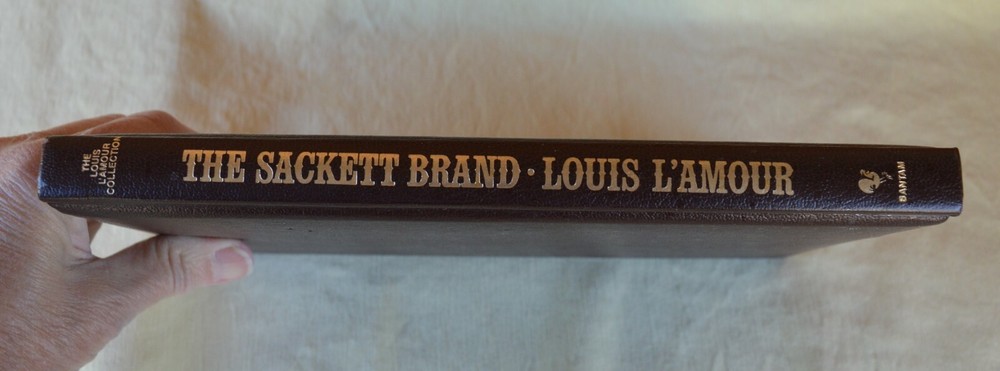 THE
LOUIS
L'AMOUR
COLLECTION
THE SACKETT BRAND · LOUIS L'AMOUR
BANTAM